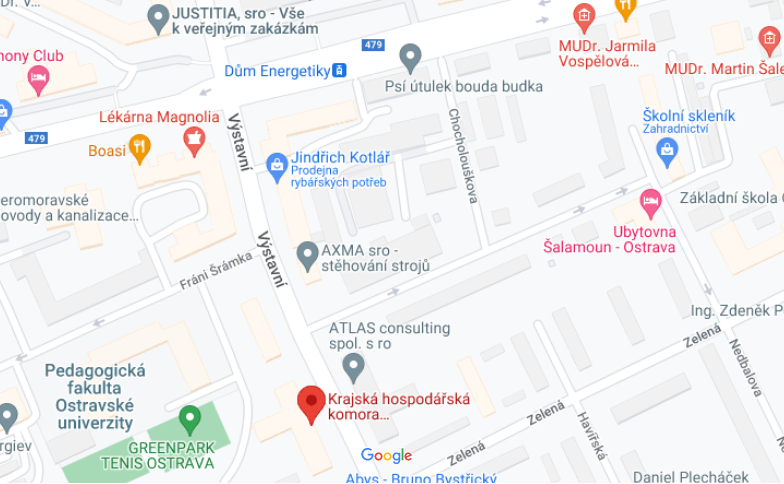 JUSTITIA, sro - Vše
k veřejným zakázkám
479
Dům Energetiky
Psí útulek bouda budka
MUDr. Jarmila
Vospělová...
MUDr. Martin Šale
ony Club
Lékárna Magnolia
479
Boasi
Výstavní
Jindřich Kotlář
Prodejna
rybářských potřeb
Chocholouškova
Školní skleník
Zahradnictví
eromoravské
ovody a kanalizace...
Základní škola
Ubytovna
Šalamoun - Ostrava
Výstavní
AXMA sro -
stěhování strojů
Fráni Šrámka
ATLAS consulting
spol. s ro
Ing. Zdeněk P
Zelená
Nedbalova
Pedagogická
fakulta
Ostravské
univerzity
Krajská hospodářská
komora...
Zelená
Havířská
GREENPARK
TENIS OSTRAVA
rgiev
Google
Zelená
Abys - Bruno Bystřický
Daniel Plecháček